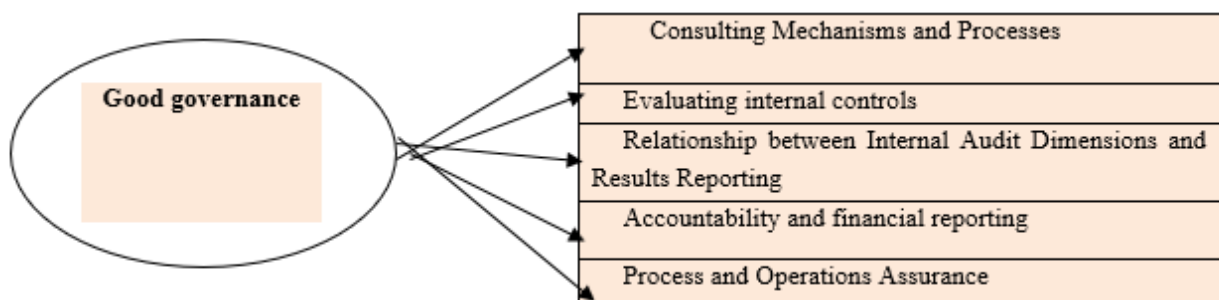 Consulting Mechanisms and Processes
Good governance
Evaluating internal controls
Relationship between Internal Audit Dimensions and
Results Reporting
Accountability and financial reporting
Process and Operations Assurance